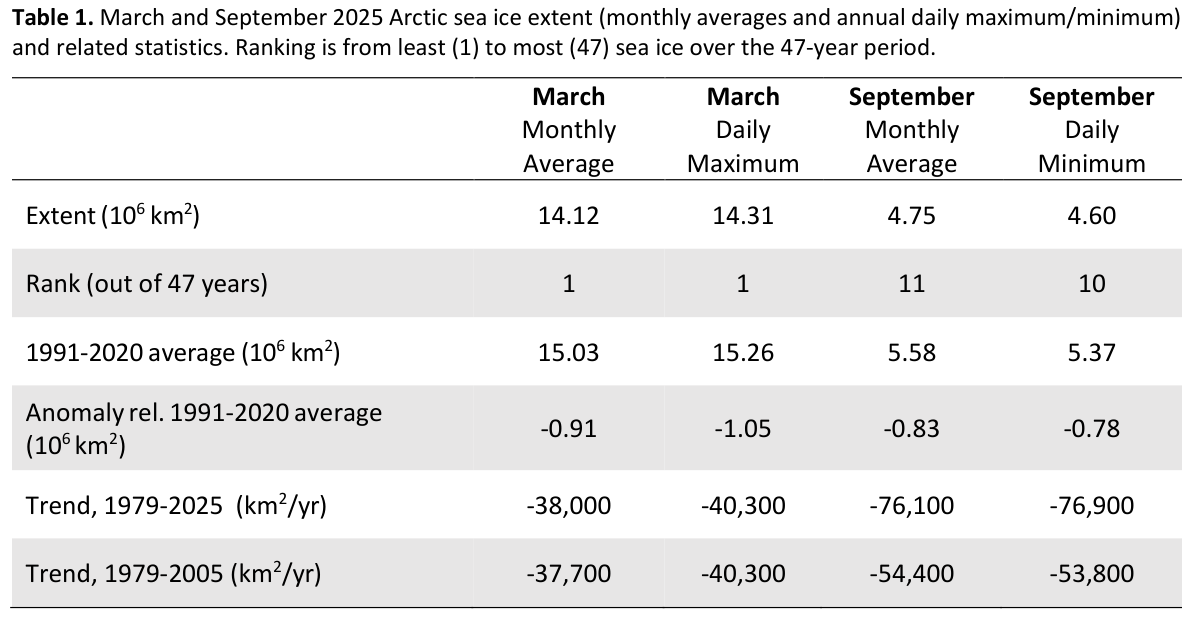 Table 1. March and September 2025 Arctic sea ice extent (monthly averages and annual daily maximum/minimum)
and related statistics. Ranking is from least (1) to most (47) sea ice over the 47-year period.
March March September September
Monthly Daily Monthly Daily
Average Maximum Average Minimum
Extent (10⁶ km²) 14.12 14.31 4.75 4.60
Rank (out of 47 years) 1 1 11 10
1991-2020 average (10⁶ km²) 15.03 15.26 5.58 5.37
Anomaly rel. 1991-2020 average
(10⁶ km²) -0.91 -1.05 -0.83 -0.78
Trend, 1979-2025 (km²/yr) -38,000 -40,300 -76,100 -76,900
Trend, 1979-2005 (km²/yr) -37,700 -40,300 -54,400 -53,800